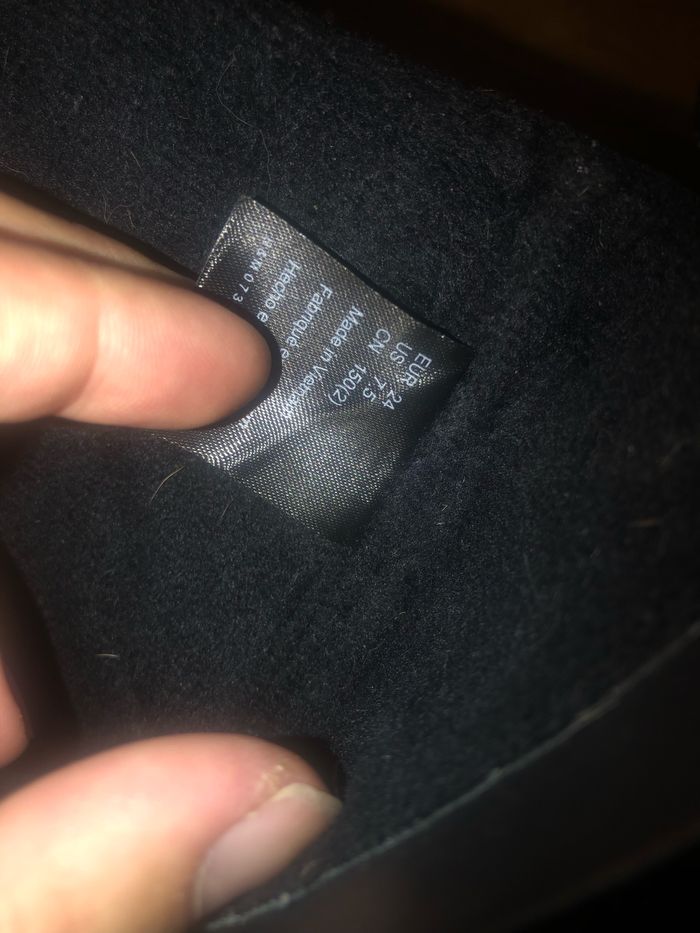 EUR 24
US 7.5
CN 150(2)
Made in Vietnam
Fabriqué e
Hecho e